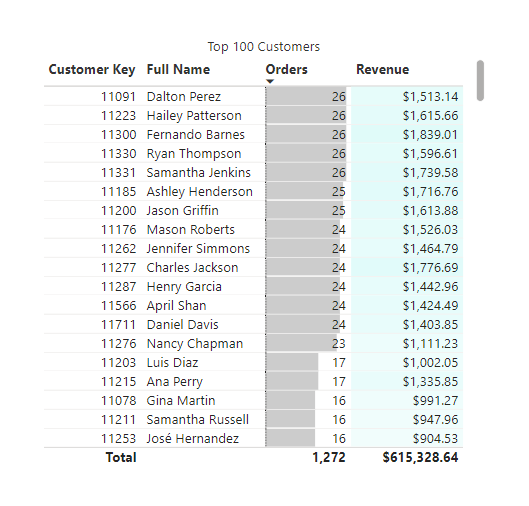 Top 100 Customers
Customer Key Full Name Orders Revenue
11091 Dalton Perez 26 $1,513.14
11223 Hailey Patterson 26 $1,615.66
11300 Fernando Barnes 26 $1,839.01
11330 Ryan Thompson 26 $1,596.61
11331 Samantha Jenkins 26 $1,739.58
11185 Ashley Henderson 25 $1,716.76
11200 Jason Griffin 25 $1,613.88
11176 Mason Roberts 24 $1,526.03
11262 Jennifer Simmons 24 $1,464.79
11277 Charles Jackson 24 $1,776.69
11287 Henry Garcia 24 $1,442.96
11566 April Shan 24 $1,424.49
11711 Daniel Davis 24 $1,403.85
11276 Nancy Chapman 23 $1,111.23
11203 Luis Diaz 17 $1,002.05
11215 Ana Perry 17 $1,335.85
11078 Gina Martin 16 $991.27
11211 Samantha Russell 16 $947.96
11253 José Hernandez 16 $904.53
Total 1,272 $615,328.64